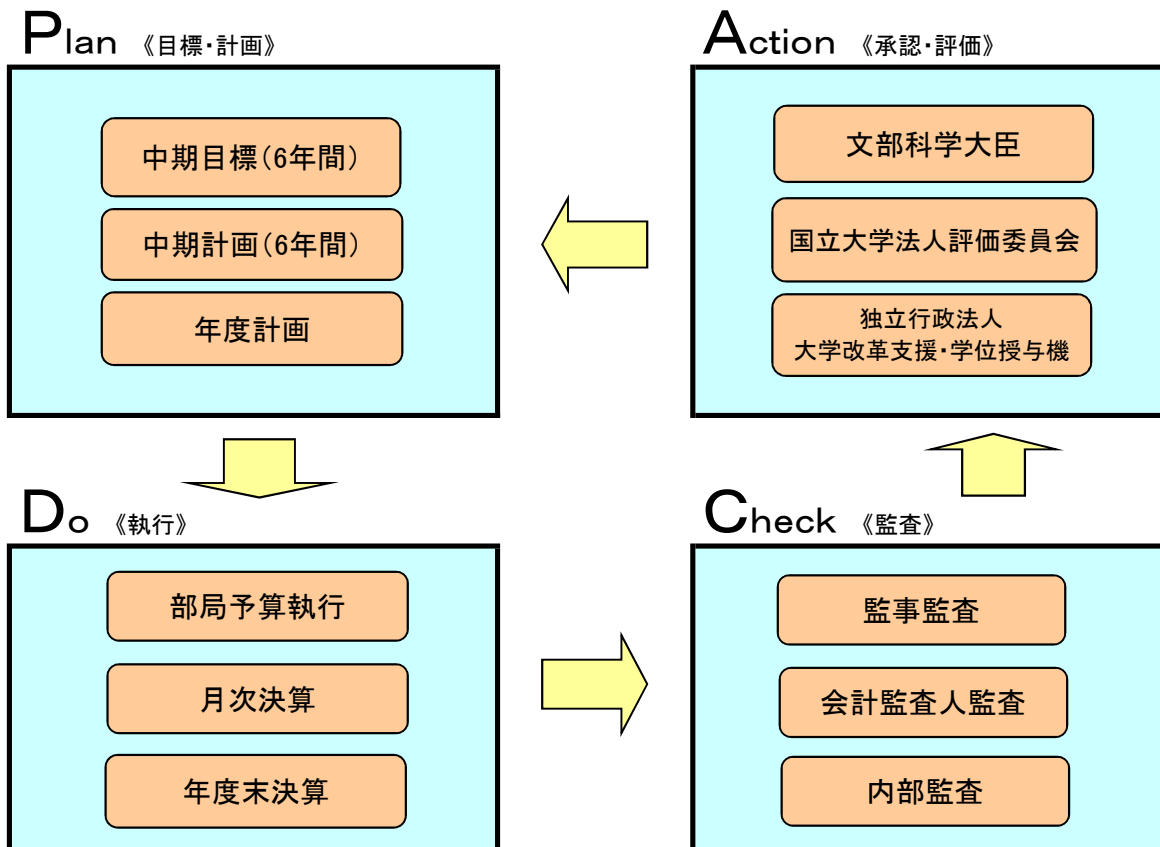 Plan 《目標・計画》
中期目標(6年間)
中期計画(6年間)
年度計画
Action 《承認・評価》
文部科学大臣
国立大学法人評価委員会
独立行政法人
大学改革支援・学位授与機
Do 《執行》
部局予算執行
月次決算
年度末決算
Check 《監査》
監事監査
会計監査人監査
内部監査